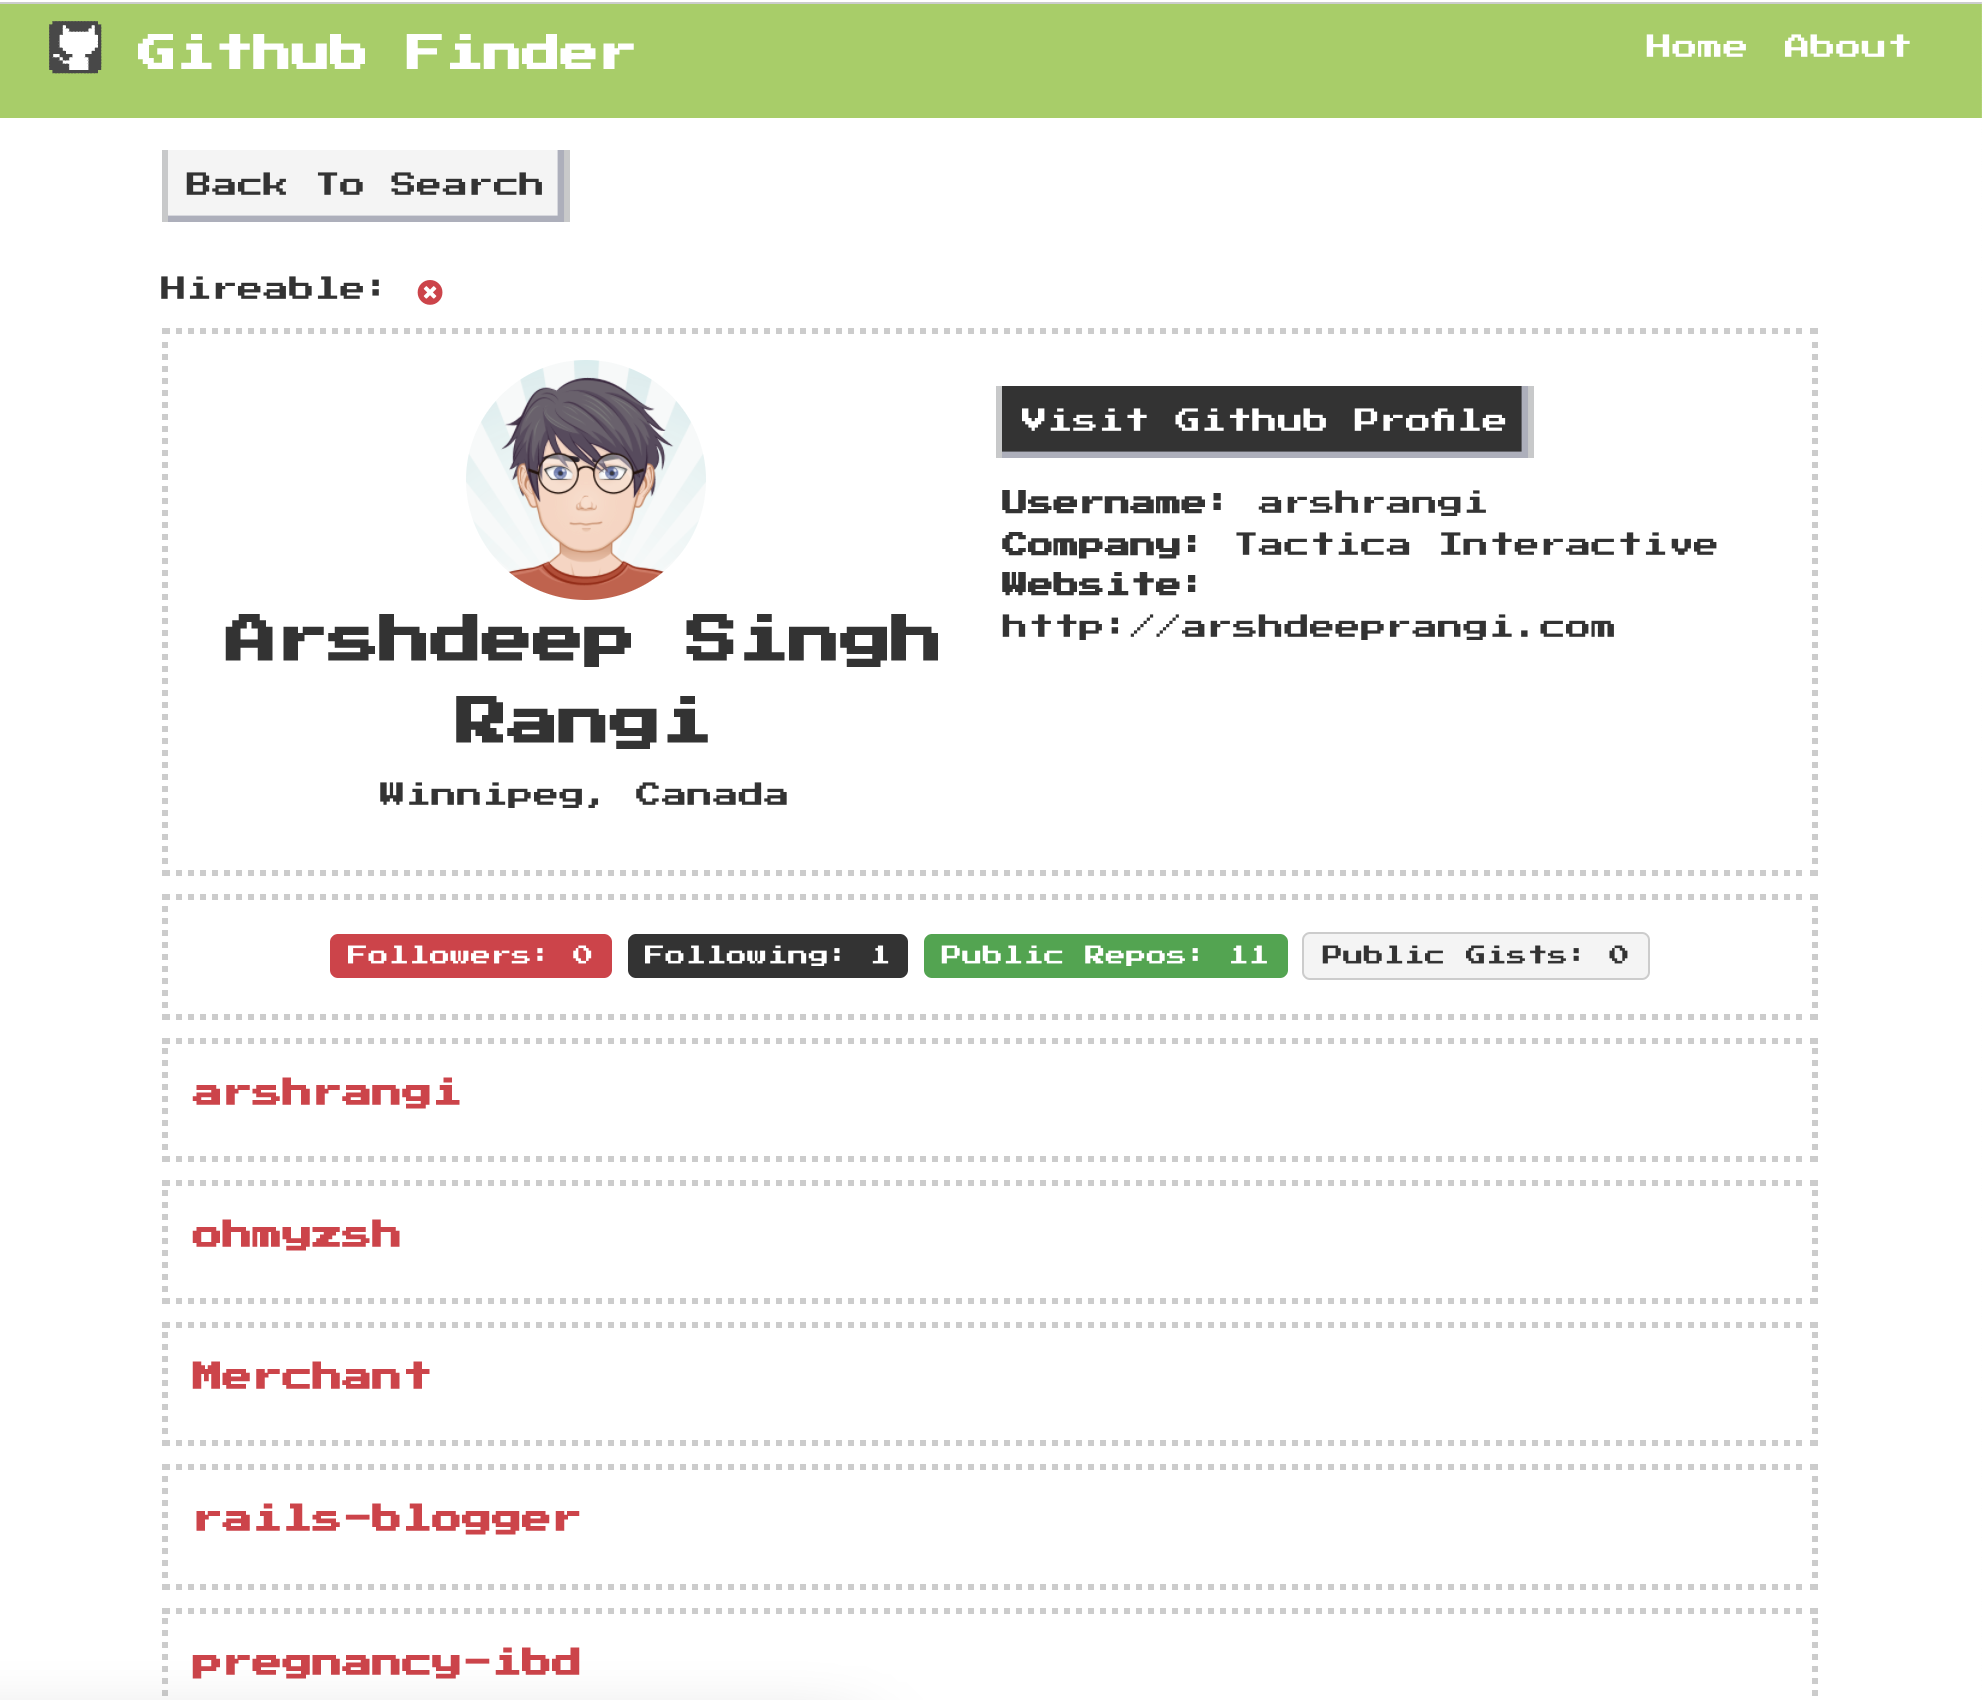 Github Finder
Home About
Back To Search
Hireable:
Visit Github Profile
Username: arshrangi
Company: Tactica Interactive
Website:
http://arshdeeprangi.com
Arshdeep Singh
Rangi
Winnipeg, Canada
Followers: 0 Following: 1 Public Repos: 11 Public Gists: 0
arshrangi
ohmyzsh
Merchant
rails-blogger
pregnancy-ibd